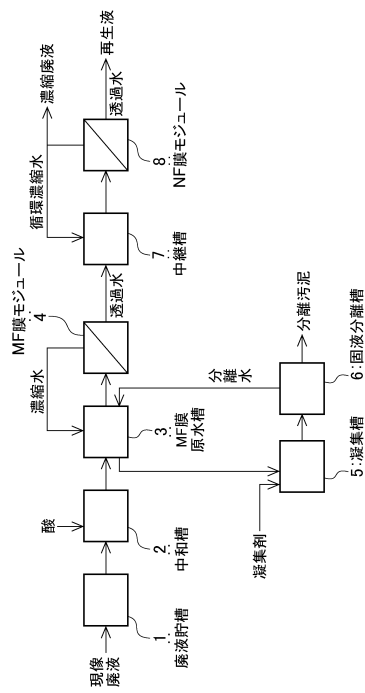 現像
廃液
1:
廃液貯槽
酸
2:
中和槽
3:
MF膜
原水槽
濃縮水
MF膜モジュール
4
透過水
7:
中継槽
循環濃縮水
濃縮廃液
8:
NF膜モジュール
透過水
再生液
凝集剤
5:凝集槽
分離水
6:固液分離槽
分離汚泥